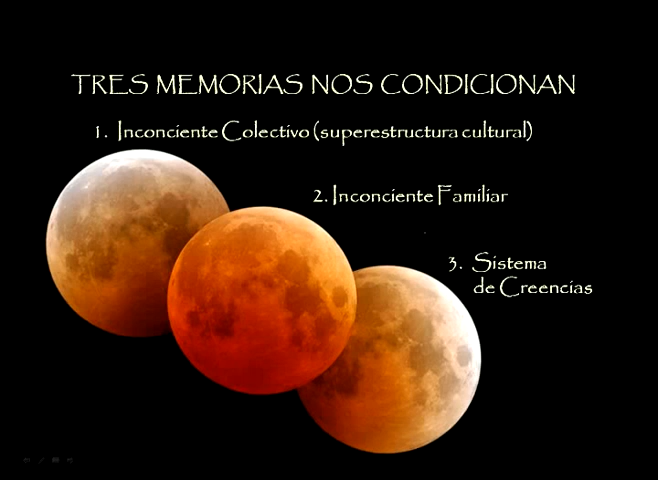 TRES MEMORIAS NOS CONDICIONAN
1. Inconciente Colectivo (superestructura cultural)
2. Inconciente Familiar
3. Sistema
de Creencias